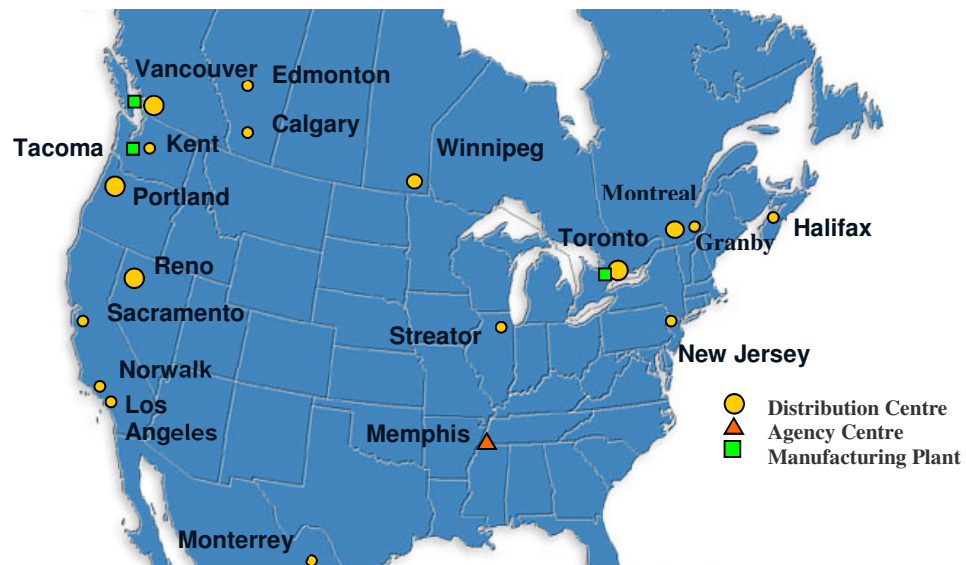 Vancouver
Edmonton
Calgary
Tacoma
Kent
Winnipeg
Portland
Montreal
Halifax
Toronto
Granby
Reno
Sacramento
Streator
New Jersey
Norwalk
Los
Angeles
Memphis
Distribution Centre
Agency Centre
Manufacturing Plant
Monterrey